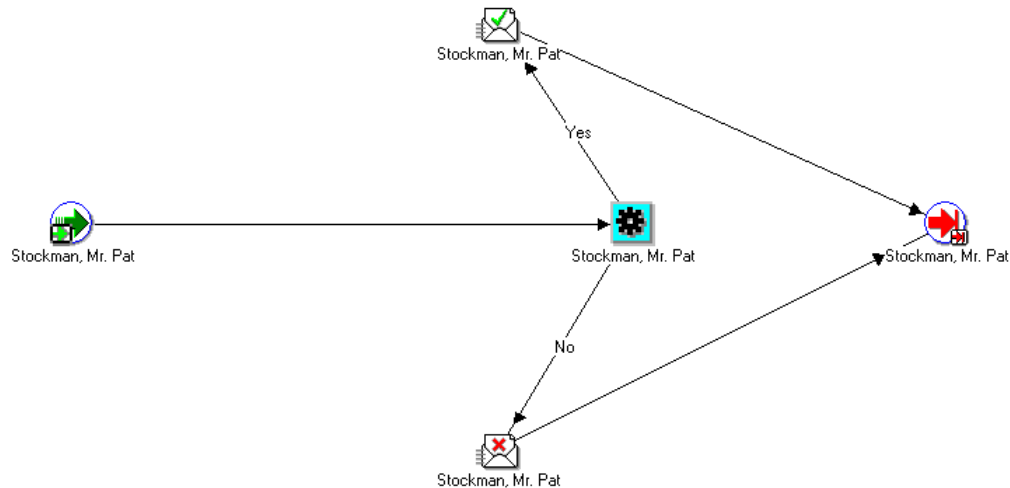 Stockman, Mr. Pat
Yes
Stockman, Mr. Pat
Stockman, Mr. Pat
Stockman, Mr. Pat
No
Stockman, Mr. Pat